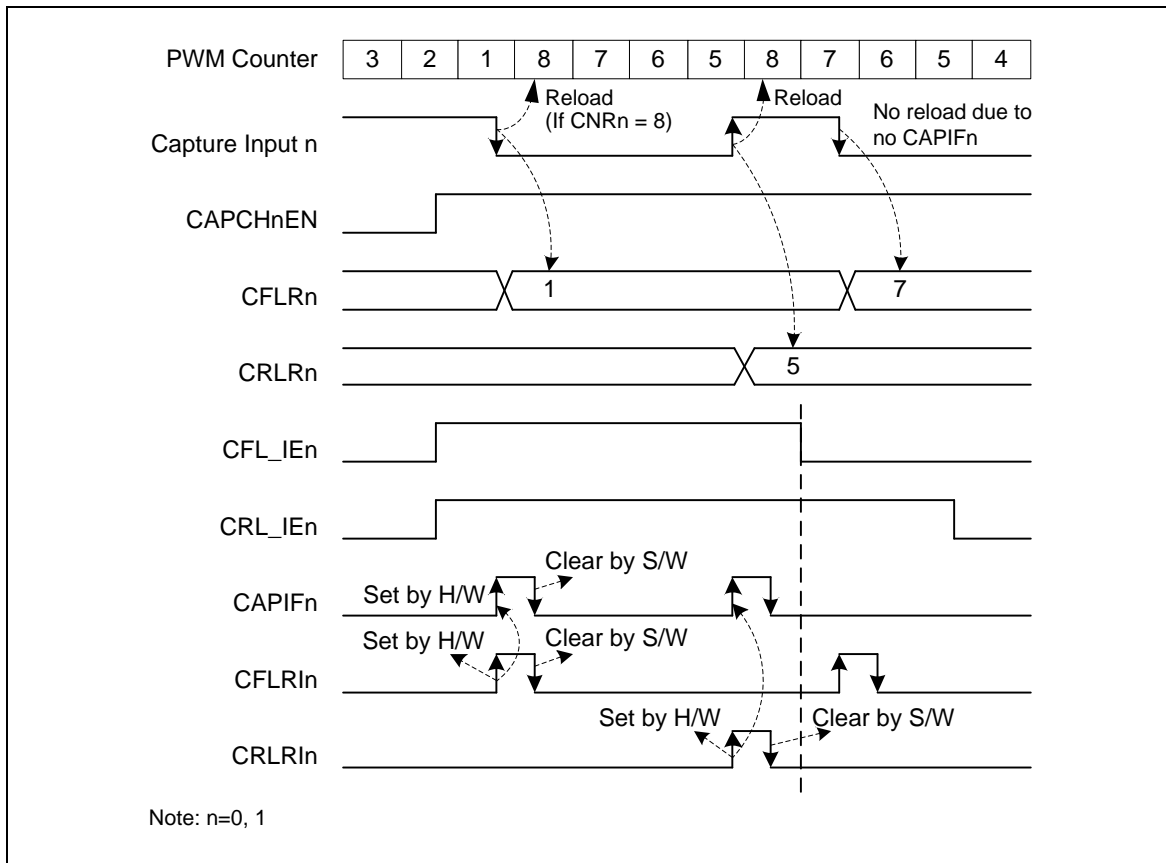 PWM Counter 3 2 1 8 7 6 5 8 7 6 5 4
Reload
(If CNRn = 8)
Reload
No reload due to
no CAPIFn
Capture Input n
CAPCHnEN
CFLRn 1 7
CRLRn 5
CFL_IEn
CRL_IEn
Clear by S/W
CAPIFn Set by H/W
Set by H/W Clear by S/W
CFLRIn
Set by H/W Clear by S/W
CRLRIn
Note: n=0, 1